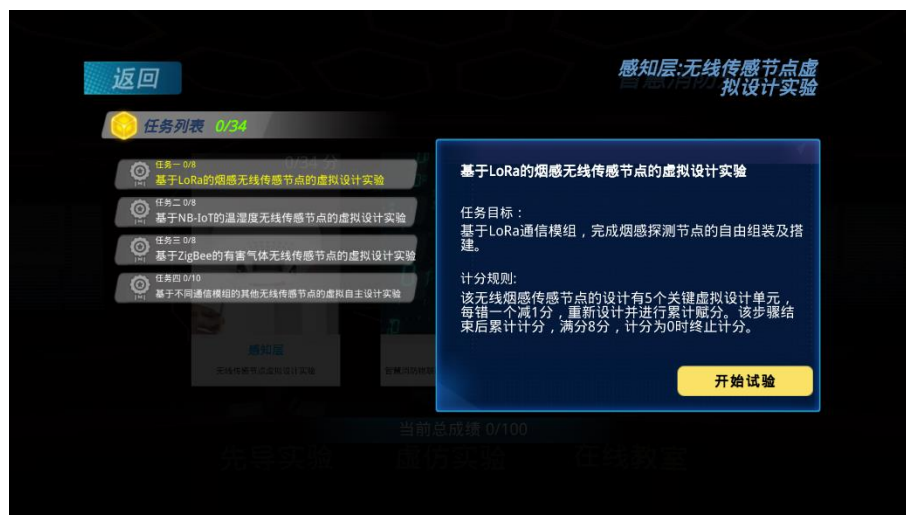 返回
感知层:无线传感节点虚
拟设计实验
任务列表 0/34
任务一 0/8
基于LoRa的烟感无线传感节点的虚拟设计实验
任务二 0/8
基于NB-IoT的温湿度无线传感节点的虚拟设计实验
任务三 0/8
基于ZigBee的有害气体无线传感节点的虚拟设计实验
任务四 0/10
基于不同通信模组的其他无线传感节点的虚拟自主设计实验
基于LoRa的烟感无线传感节点的虚拟设计实验
任务目标：
基于LoRa通信模组，完成烟感探测节点的自由组装及搭
建。
计分规则:
该无线烟感传感节点的设计有5个关键虚拟设计单元，
每错一个减1分，重新设计并进行累计赋分。该步骤结
束后累计计分，满分8分，计分为0时终止计分。
开始试验
0/34 分
感知层
无线传感节点虚拟设计实验
当前总成绩 0/100
先导实验
虚仿实验
在线教室